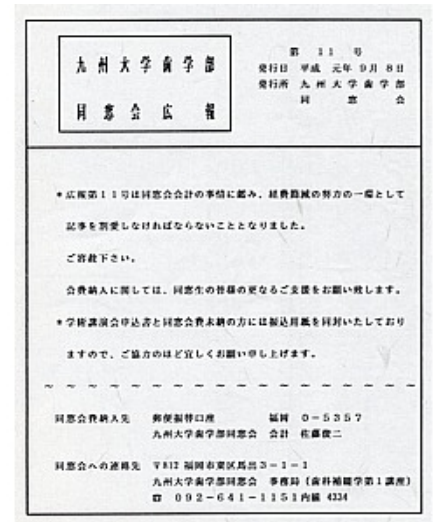 九州大学歯学部
同窓会広報
第11号
発行日 平成 元年 9月 8日
発行所 九州大学歯学部
同窓会
*広報第11号は同窓会会計の事情に鑑み、経費節減の努力の一環として
記事を割愛しなければならないこととなりました。
ご容赦下さい。
会費納入に関しては、同窓生の皆様の更なるご支援をお願い致します。
*学術講演会申込書と同窓会費未納の方には振込用紙を同封いたしており
ますので、ご協力のほど宜しくお願い申し上げます。
~ ~ ~ ~ ~ ~ ~ ~ ~ ~ ~ ~ ~ ~ ~ ~ ~ ~ ~
同窓会費納入先 郵便振替口座 福岡 0-5357
九州大学歯学部同窓会 会計 佐藤俊二
同窓会への連絡先 〒812 福岡市東区馬出3-1-1
九州大学歯学部同窓会 事務局(歯科補綴学第1講座)
☎ 092-641-1151内線 4334